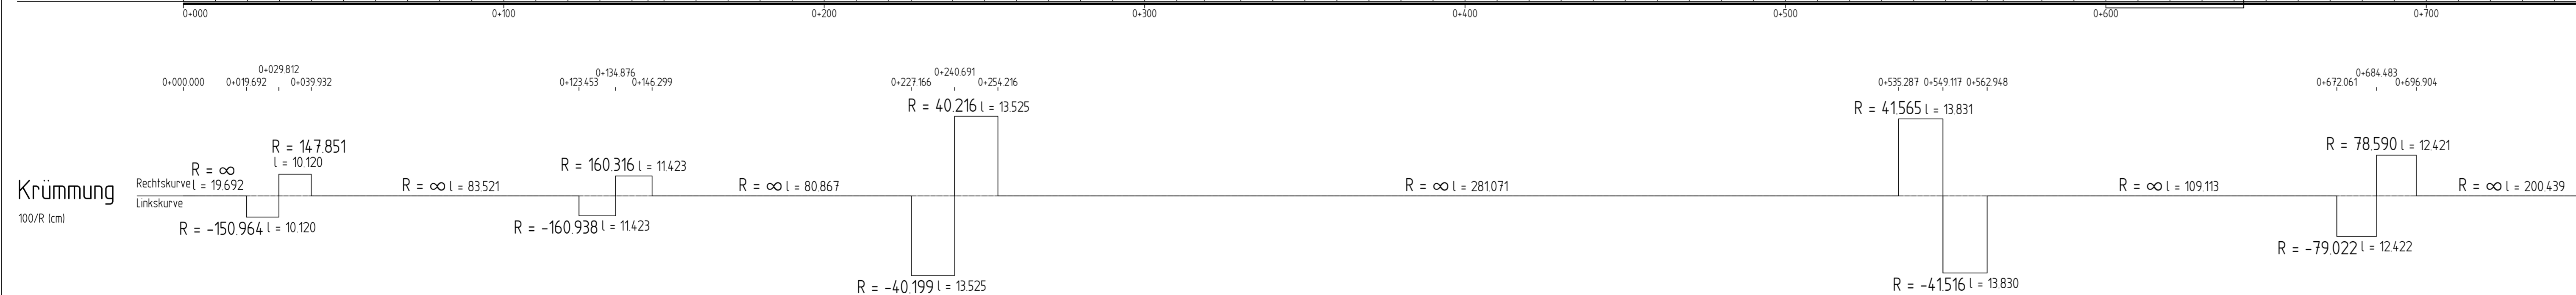 0+000 0+100 0+200 0+300 0+400 0+500 0+600 0+700
0+029.812 0+134.876 0+240.691 0+684.483
0+000.000 0+019.692 0+039.932 0+123.453 0+146.299 0+227.166 0+254.216 0+535.287 0+549.117 0+562.948 0+672.061 0+696.904
R = 40.216 l = 13.525 R = 41.565 l = 13.831
R = 147.851 R = 78.590 l = 12.421
l = 10.120 R = 160.316 l = 11.423
R = ∞
Krümmung Rechtskurve l = 19.692 R = ∞ l = 83.521 R = ∞ l = 80.867 R = ∞ l = 281.071 R = ∞ l = 109.113 R = ∞ l = 200.439
Linkskurve
100/R (cm)
R = -150.964 l = 10.120 R = -160.938 l = 11.423
R = -79.022 l = 12.422
R = -40.199 l = 13.525 R = -41.516 l = 13.830